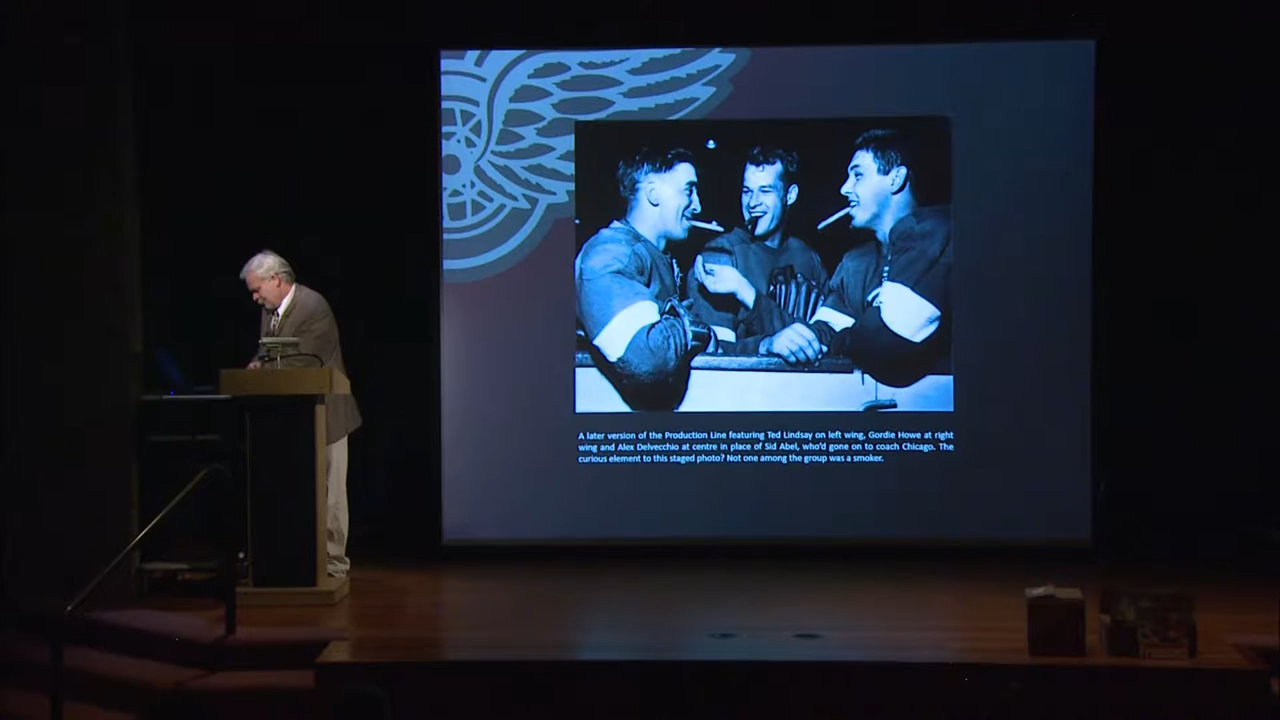 A later version of the Production Line featuring Ted Lindsay on left wing, Gordie Howe at right
wing and Alex Delvecchio at centre in place of Sid Abel, who'd gone on to coach Chicago. The
curious element to this staged photo? Not one among the group was a smoker.